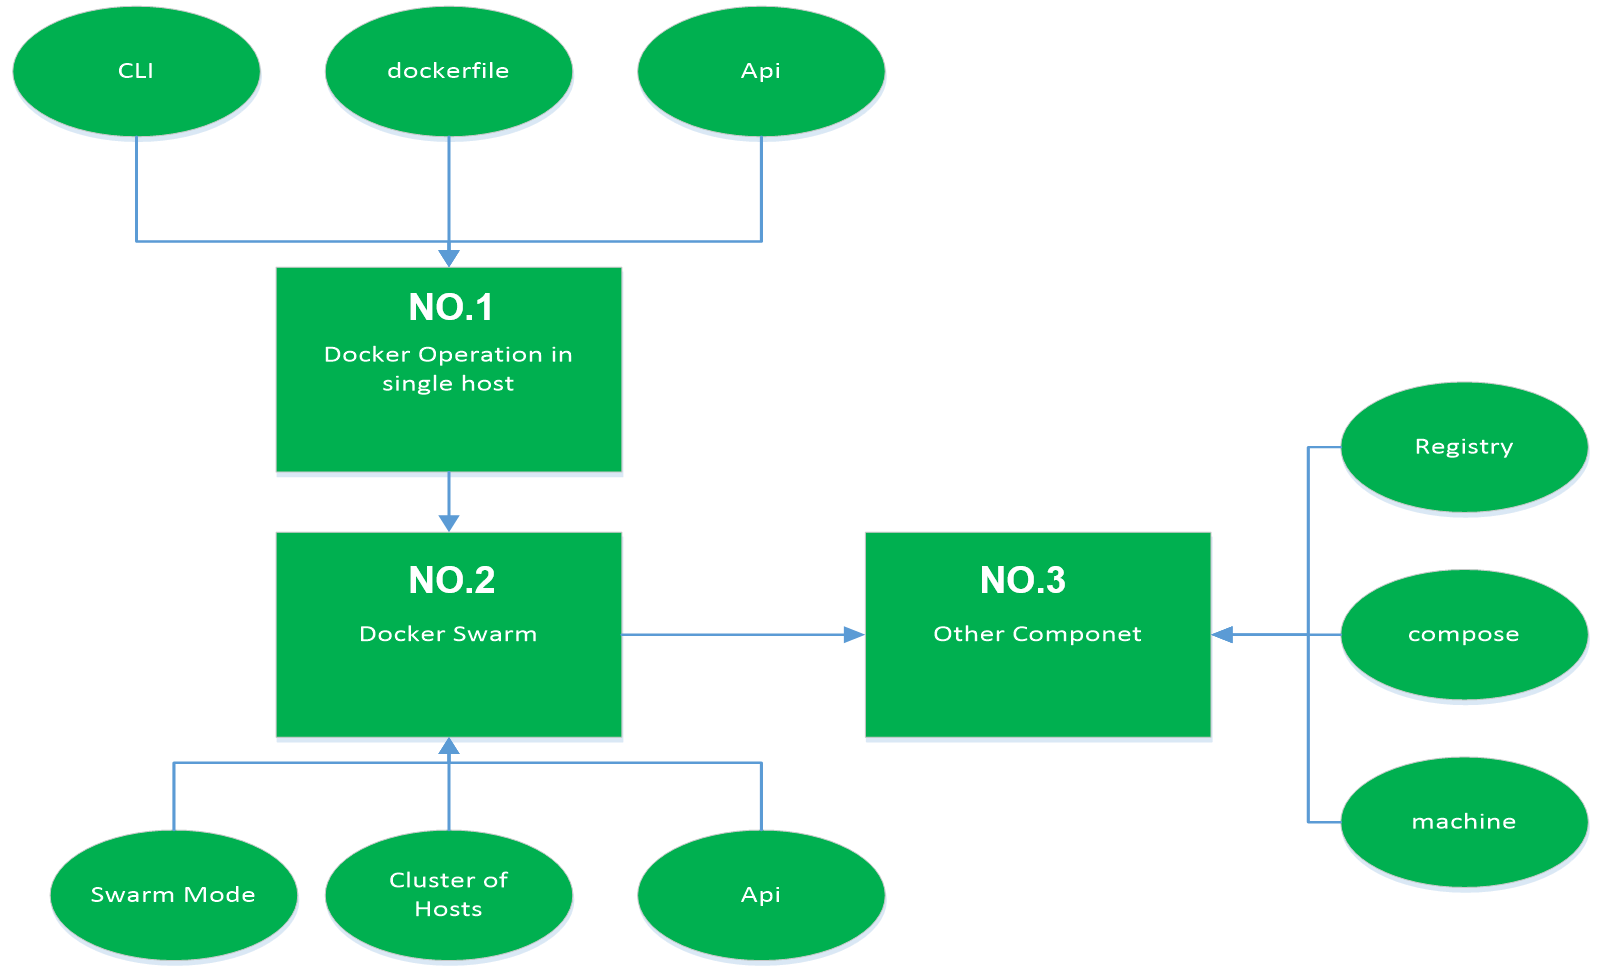 CLI
dockerfile
Api
NO.1
Docker Operation in
single host
Registry
NO.2
Docker Swarm
NO.3
Other Componet
compose
machine
Swarm Mode
Cluster of
Hosts
Api